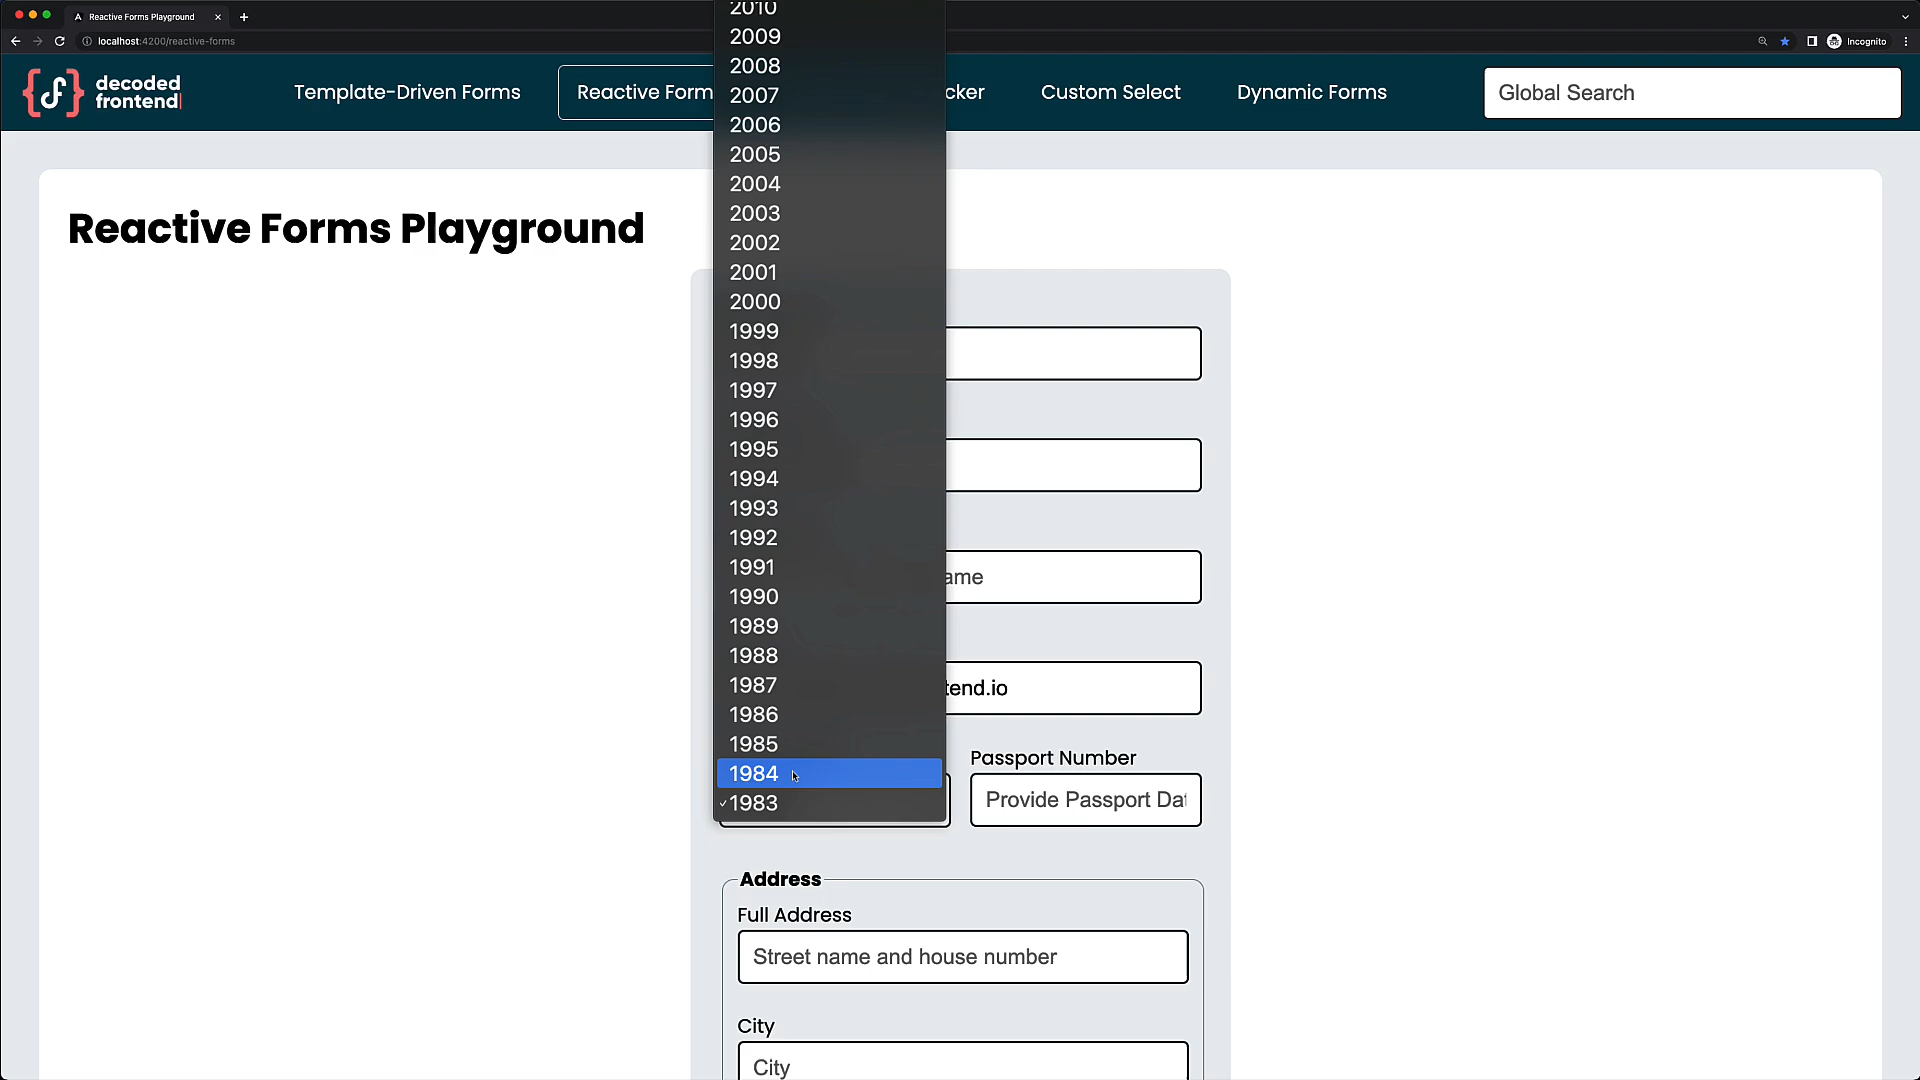 Reactive Forms Playground
localhost:4200/reactive-forms
Incognito
decoded
frontend
Template-Driven Forms
Reactive Form
cker
Custom Select
Dynamic Forms
Global Search
Reactive Forms Playground
2010
2009
2008
2007
2006
2005
2004
2003
2002
2001
2000
1999
1998
1997
1996
1995
1994
1993
1992
1991
1990
1989
1988
1987
1986
1985
1984
✓1983
ame
tend.io
Passport Number
Provide Passport Dat
Address
Full Address
Street name and house number
City
City